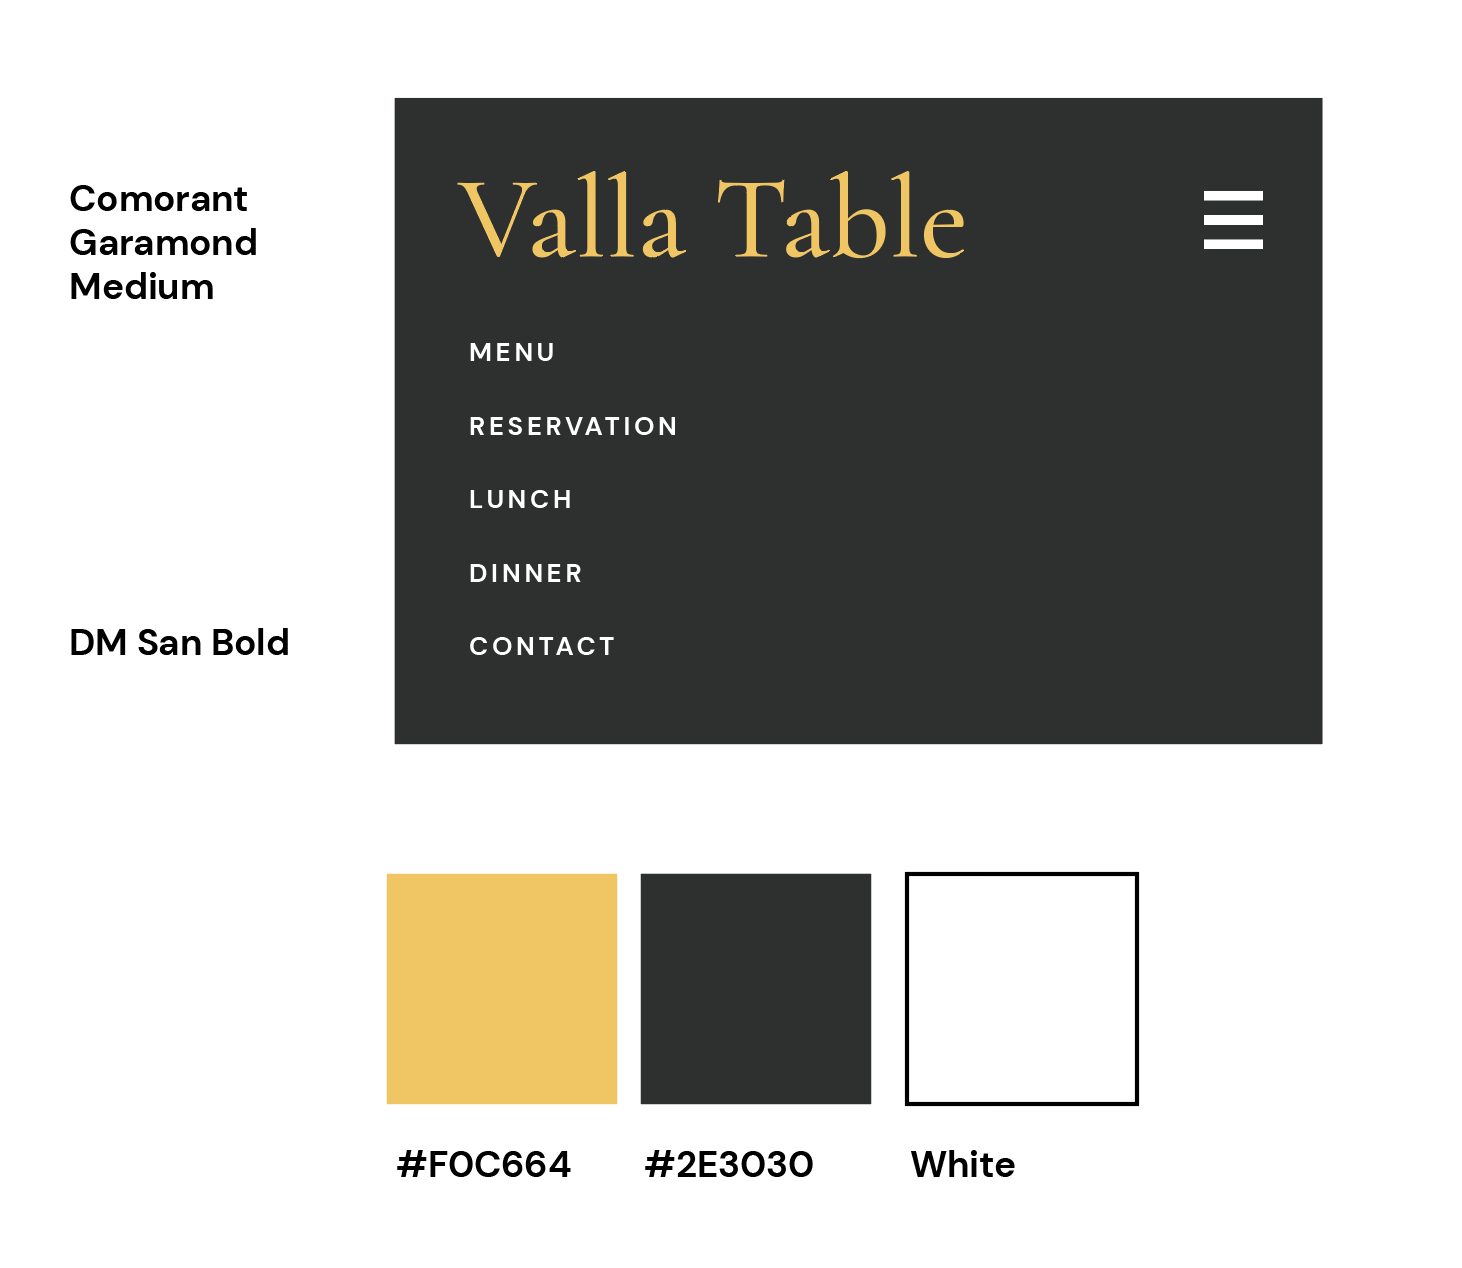 Comorant
Garamond
Medium
Valla Table
MENU
RESERVATION
LUNCH
DINNER
CONTACT
DM San Bold
#F0C664
#2E3030
White